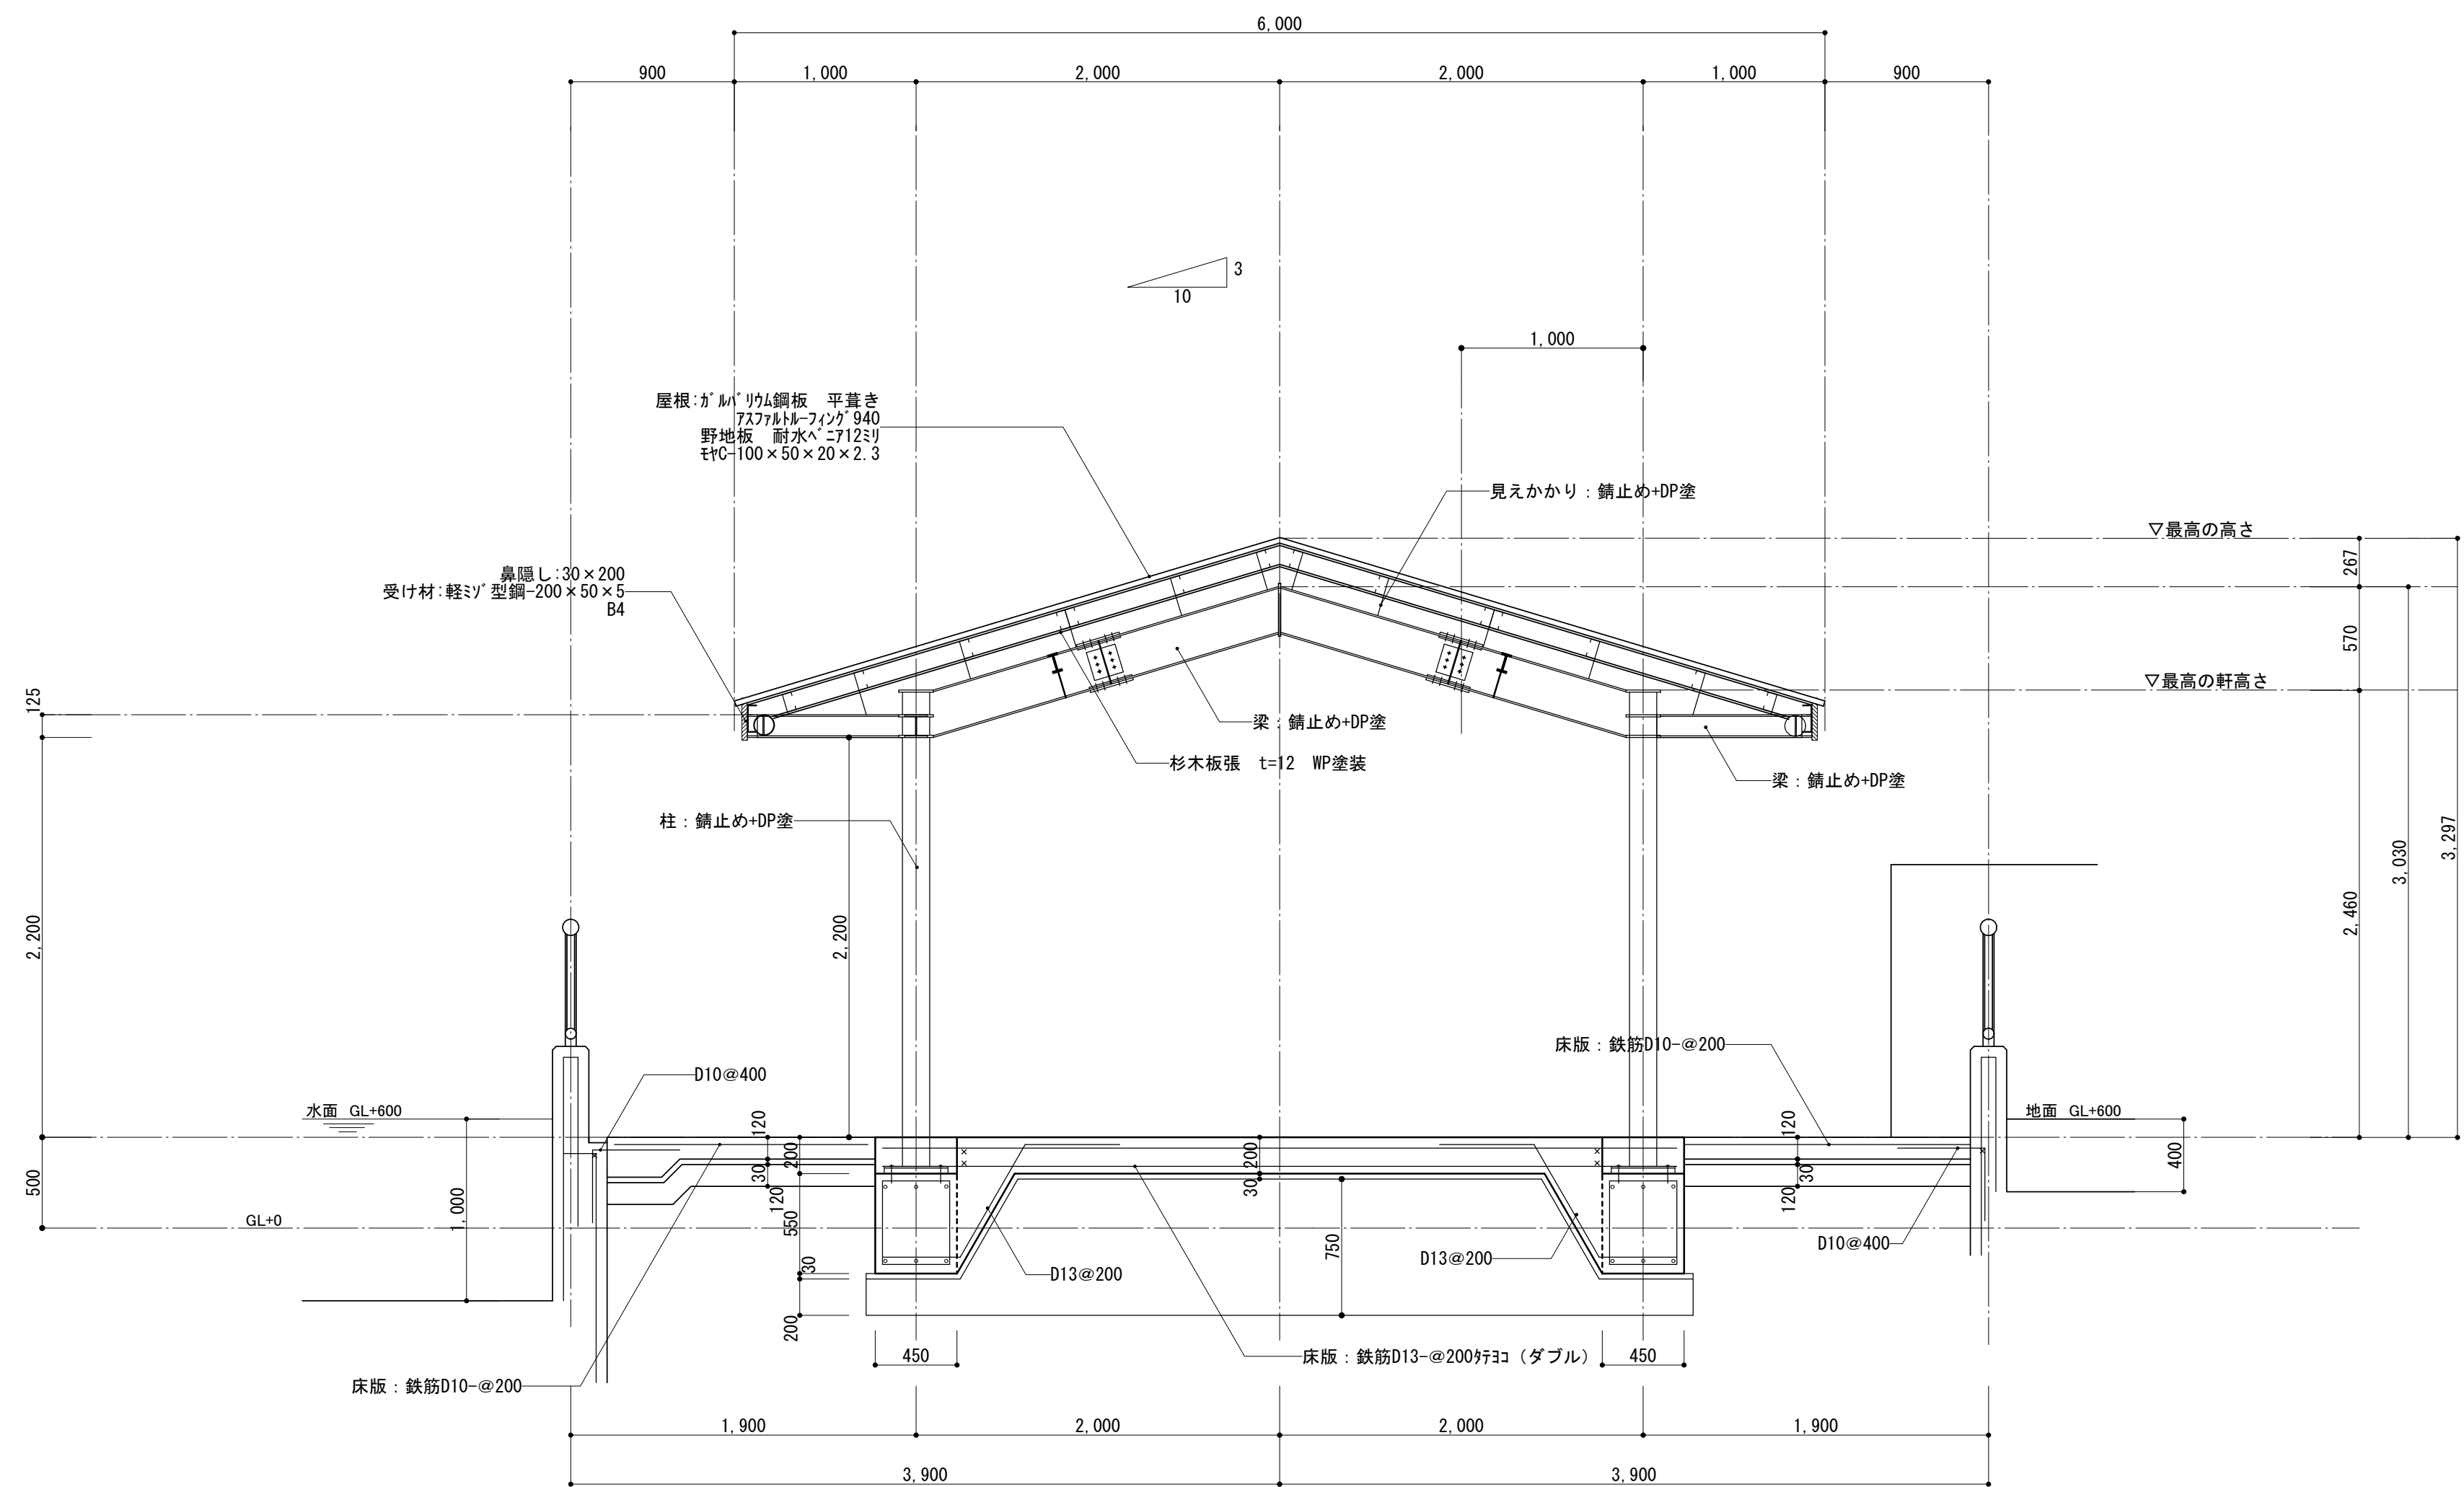 6,000
900
1,000
2,000
2,000
1,000
900
3
10
1,000
屋根:ｶﾞﾙﾊﾞﾘｳﾑ鋼板　平葺き
ｱｽﾌｧﾙﾄﾙｰﾌｨﾝｸﾞ940
野地板　耐水ﾍﾞﾆｱ12ﾐﾘ
ﾓﾔC-100×50×20×2.3
見えかかり：錆止め+DP塗
▽最高の高さ
267
鼻隠し:30×200
受け材:軽ﾐｿﾞ型鋼-200×50×5
B4
570
▽最高の軒高さ
125
梁：錆止め+DP塗
杉木板張　t=12　WP塗装
梁：錆止め+DP塗
柱：錆止め+DP塗
2,200
2,200
2,460
3,030
3,297
床版：鉄筋D10-@200
D10@400
水面 GL+600
地面 GL+600
120
200
200
120
30
30
30
400
500
1,000
120
120
GL+0
550
750
D10@400
30
D13@200
D13@200
200
450
450
床版：鉄筋D13-@200ﾀﾃﾖｺ（ダブル）
床版：鉄筋D10-@200
1,900
2,000
2,000
1,900
3,900
3,900